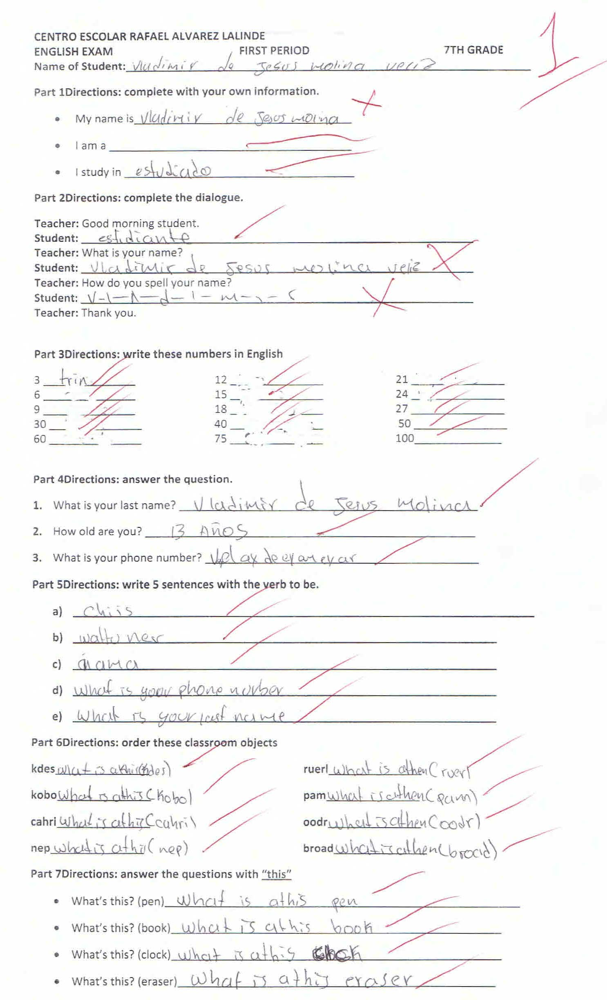 CENTRO ESCOLAR RAFAEL ALVAREZ LALINDE
1
ENGLISH EXAM FIRST PERIOD 7TH GRADE
Name of Student: Vladimir de Jesus molina veliz
Part 1Directions: complete with your own information.
• My name is Vladimir de Jesus molina
• I am a
• I study in estudiado
Part 2Directions: complete the dialogue.
Teacher: Good morning student.
Student: estidiante
Teacher: What is your name?
Student: Vladimir de Jesus molina veliz
Teacher: How do you spell your name?
Student: V-l-A-d-i-m-i-r
Teacher: Thank you.
Part 3Directions: write these numbers in English
3 trin 12 21
6 15 24
9 18 27
30 40 50
60 75 100
Part 4Directions: answer the question.
1. What is your last name? Vladimir de Jesus Molina
2. How old are you? 13 AÑOS
3. What is your phone number?
Part 5Directions: write 5 sentences with the verb to be.
a) chiis
b)
c)
d) what is your phone nurber
e) what is your last name
Part 6Directions: order these classroom objects
kdes what is athis(kdes) ruerl what is athen(ruerl
kobo what is athis(kobo) pam what is athen(pam)
cahri what is athis(cahri) oodr what is athen(oodr)
nep what is athis(nep) broad what is athen(broad)
Part 7Directions: answer the questions with “this”
• What’s this? (pen) what is athis pen
• What’s this? (book) what is athis book
• What’s this? (clock) what is athis clock
• What’s this? (eraser) what is athis eraser